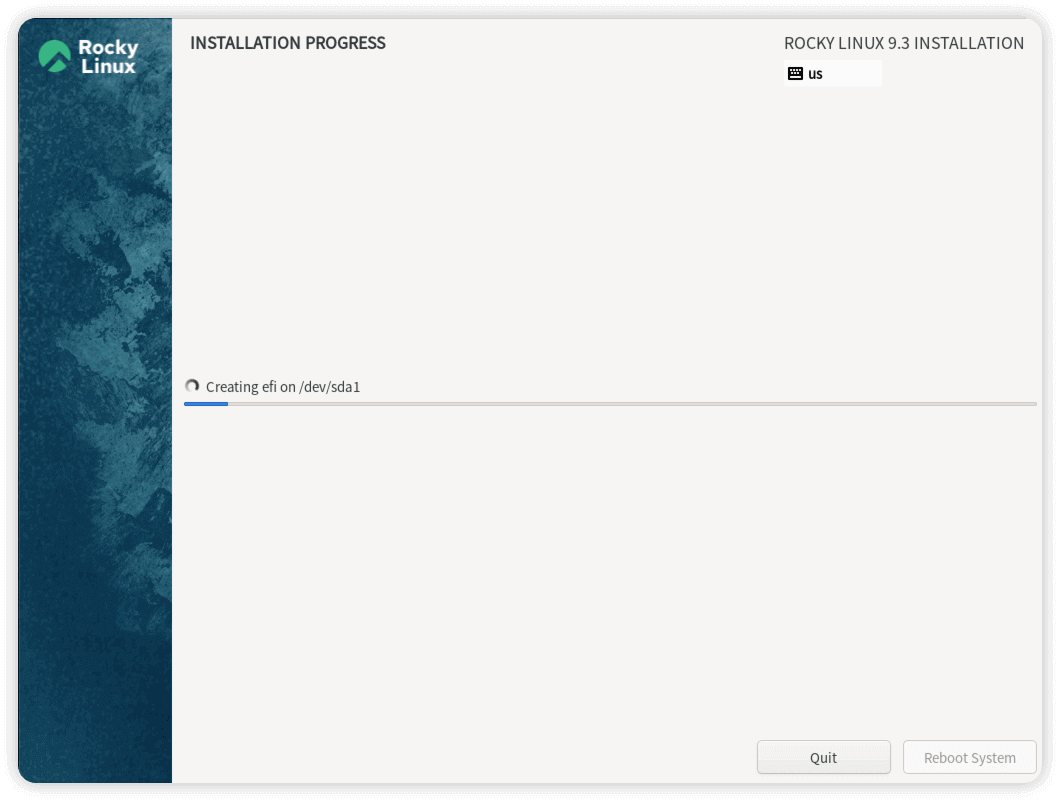 Rocky
Linux
INSTALLATION PROGRESS
ROCKY LINUX 9.3 INSTALLATION
us
Creating efi on /dev/sda1
Quit
Reboot System